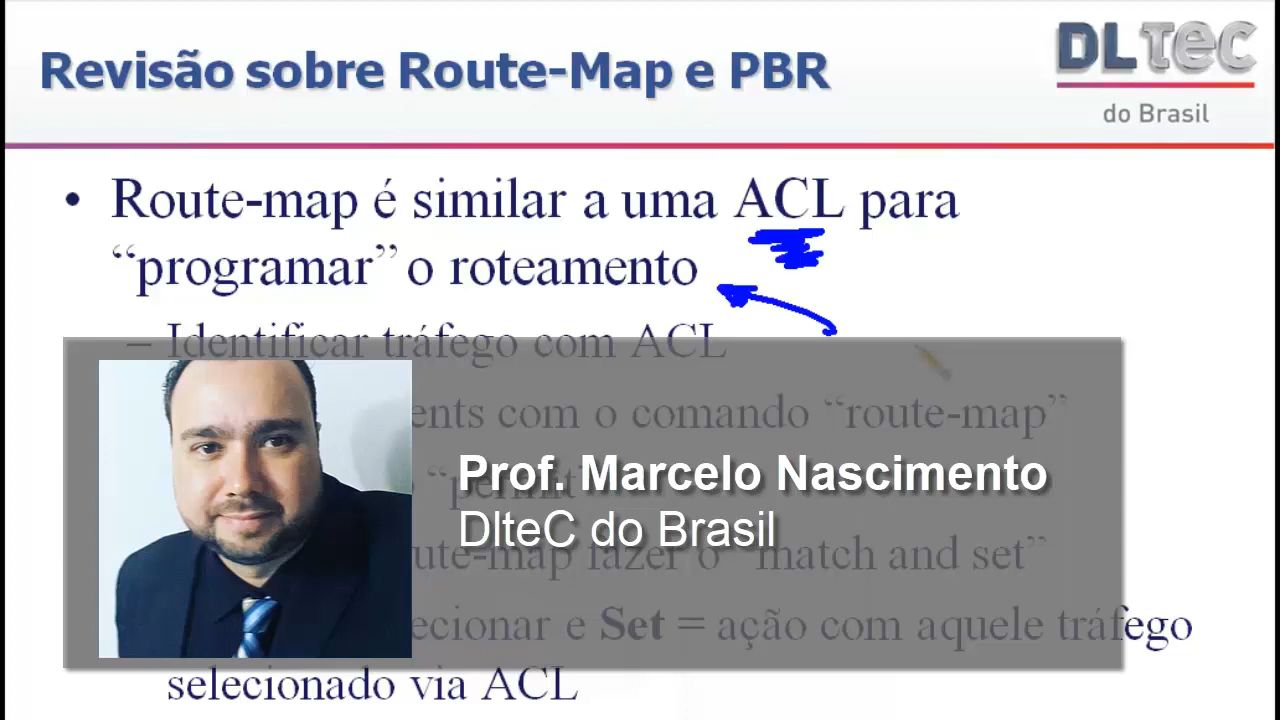 Revisão sobre Route-Map e PBR
DLteC
do Brasil
• Route-map é similar a uma ACL para
“programar” o roteamento
– Identificar tráfego com ACL
ents com o comando “route-map”
“permit”
Prof. Marcelo Nascimento
DlteC do Brasil
ute-map fazer o “match and set”
ecionar e Set = ação com aquele tráfego
selecionado via ACL